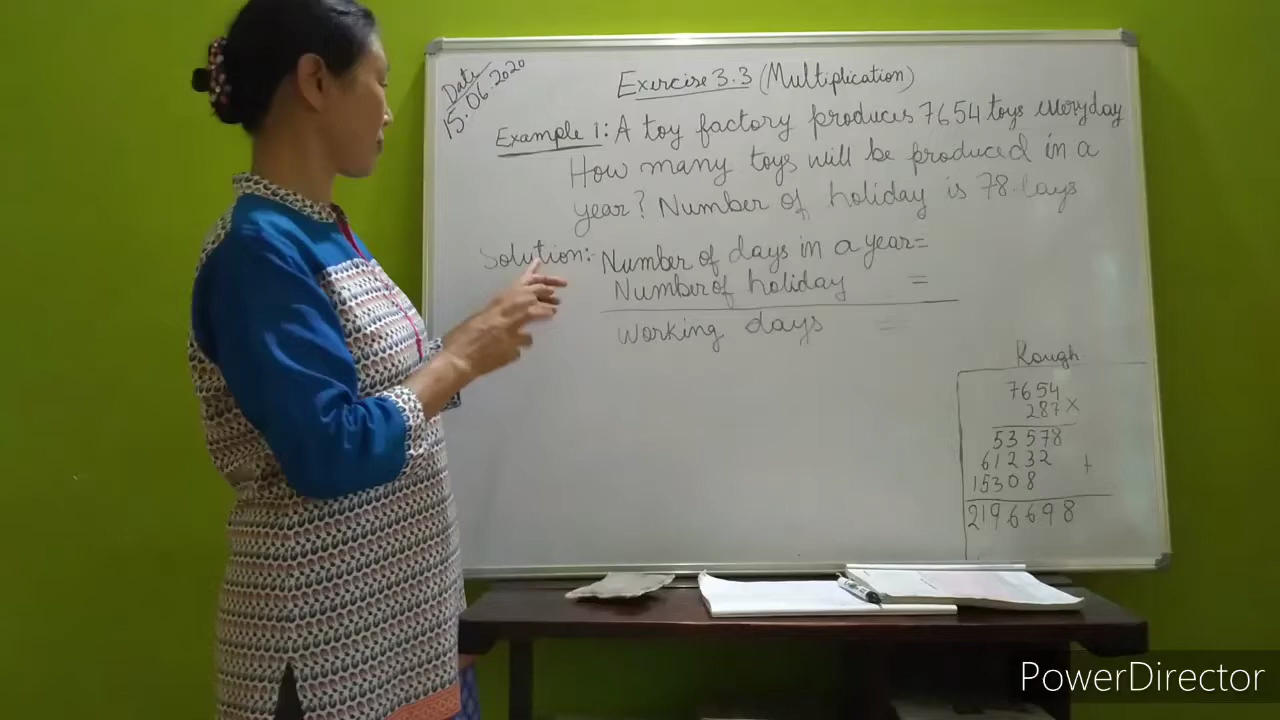 Date
15.06.2020
Exercise 3.3 (Multiplication)
Example 1: A toy factory produces 7654 toys everyday
How many toys will be produced in a
year? Number of holiday is 78 lays
Solution:- Number of days in a year=
Number of holiday =
Working days =
Rough
7654
287 X
53578
61232 +
15308
2196698
PowerDirector